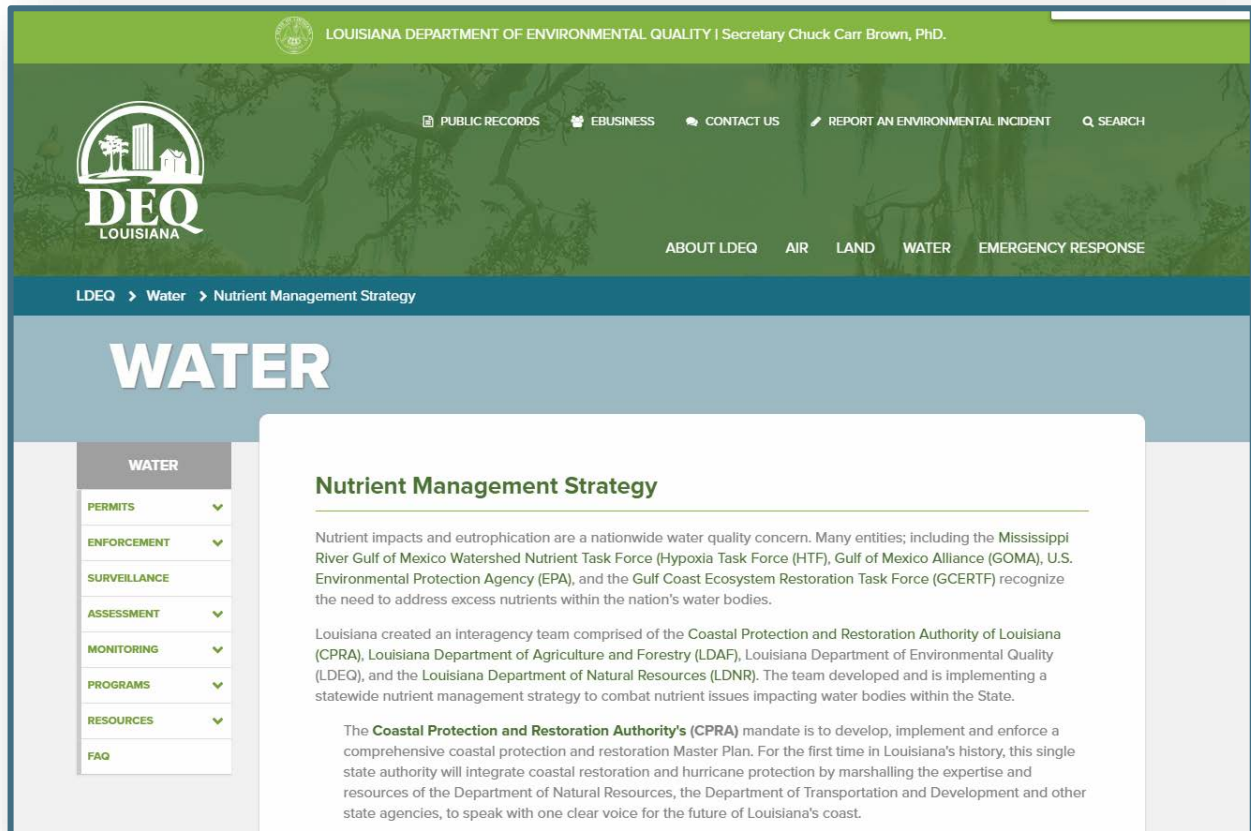 LOUISIANA DEPARTMENT OF ENVIRONMENTAL QUALITY | Secretary Chuck Carr Brown, PhD.
PUBLIC RECORDS EBUSINESS CONTACT US REPORT AN ENVIRONMENTAL INCIDENT SEARCH
DEQ
LOUISIANA
ABOUT LDEQ AIR LAND WATER EMERGENCY RESPONSE
LDEQ > Water > Nutrient Management Strategy
WATER
WATER
PERMITS
ENFORCEMENT
SURVEILLANCE
ASSESSMENT
MONITORING
PROGRAMS
RESOURCES
FAQ
Nutrient Management Strategy
Nutrient impacts and eutrophication are a nationwide water quality concern. Many entities; including the Mississippi
River Gulf of Mexico Watershed Nutrient Task Force (Hypoxia Task Force (HTF), Gulf of Mexico Alliance (GOMA), U.S.
Environmental Protection Agency (EPA), and the Gulf Coast Ecosystem Restoration Task Force (GCERTF) recognize
the need to address excess nutrients within the nation's water bodies.
Louisiana created an interagency team comprised of the Coastal Protection and Restoration Authority of Louisiana
(CPRA), Louisiana Department of Agriculture and Forestry (LDAF), Louisiana Department of Environmental Quality
(LDEQ), and the Louisiana Department of Natural Resources (LDNR). The team developed and is implementing a
statewide nutrient management strategy to combat nutrient issues impacting water bodies within the State.
The Coastal Protection and Restoration Authority's (CPRA) mandate is to develop, implement and enforce a
comprehensive coastal protection and restoration Master Plan. For the first time in Louisiana's history, this single
state authority will integrate coastal restoration and hurricane protection by marshalling the expertise and
resources of the Department of Natural Resources, the Department of Transportation and Development and other
state agencies, to speak with one clear voice for the future of Louisiana's coast.